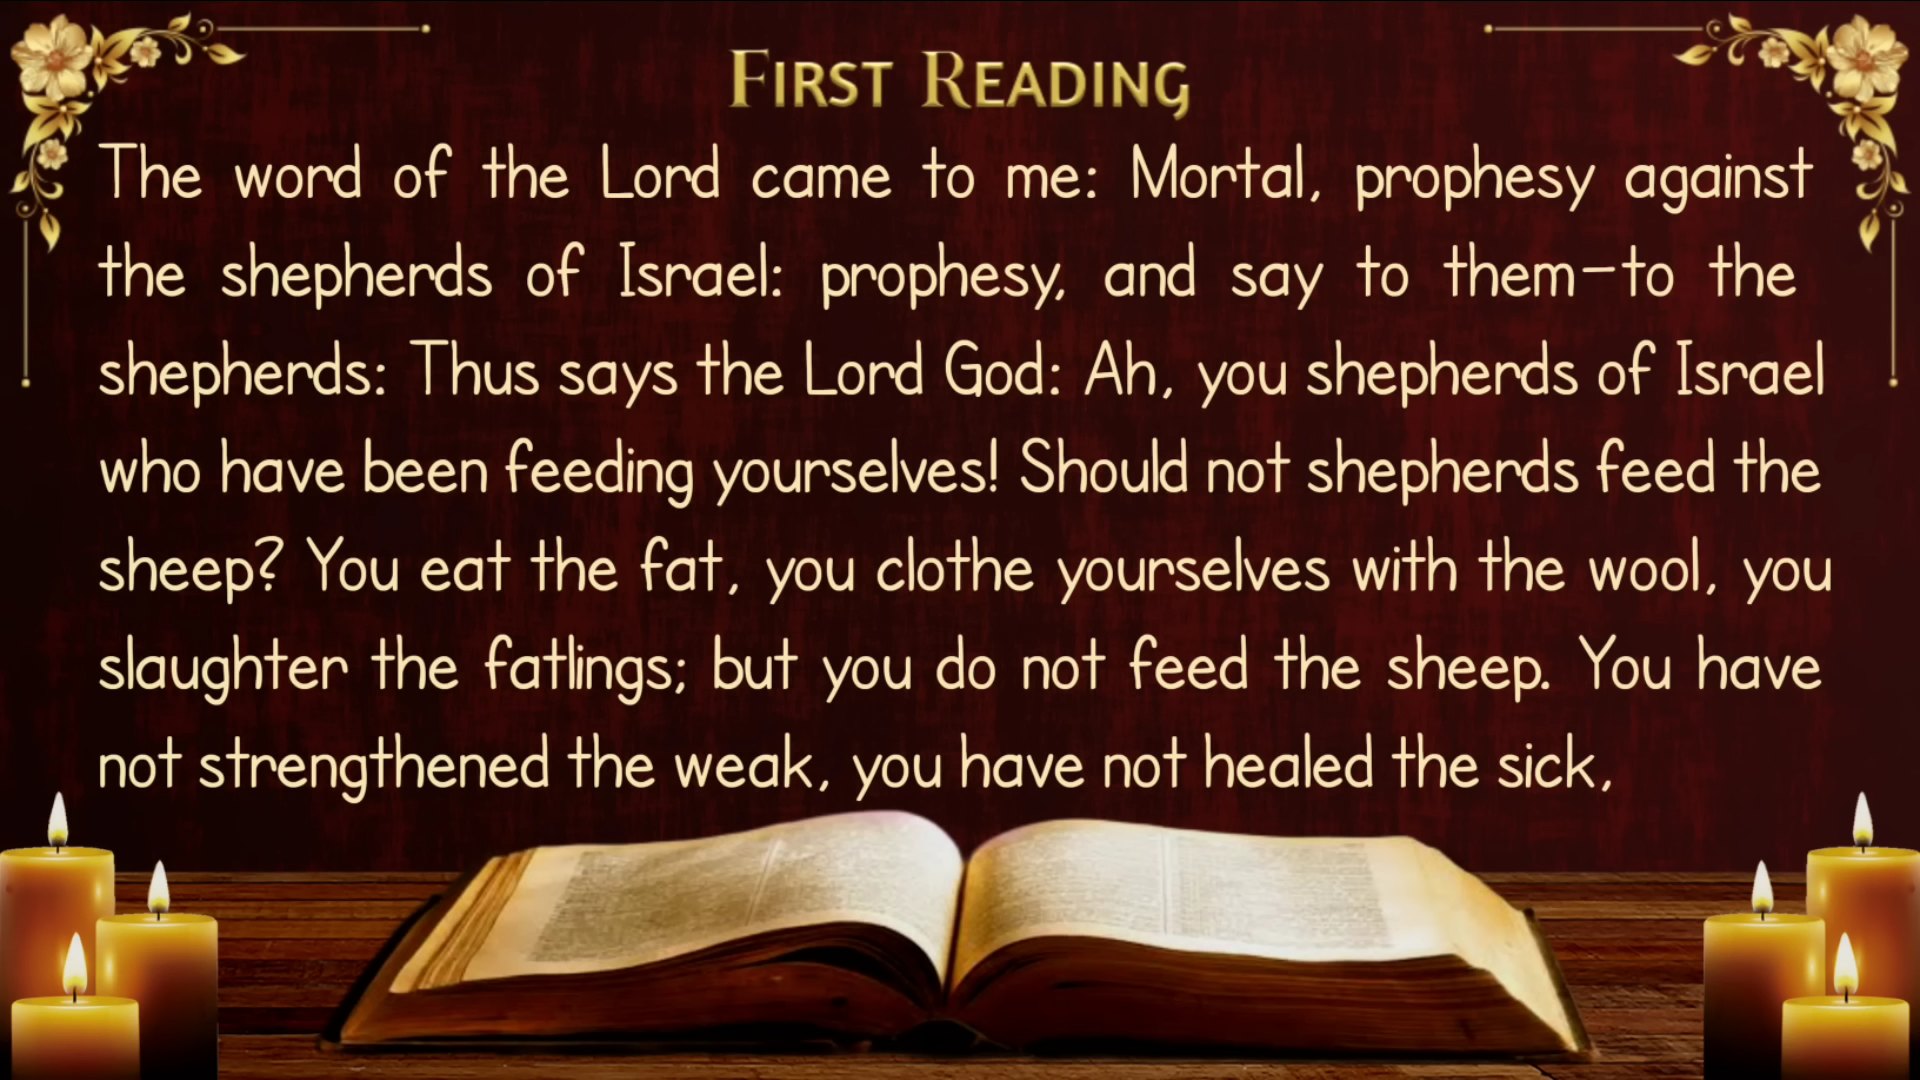 First Reading
The word of the Lord came to me: Mortal, prophesy against
the shepherds of Israel: prophesy, and say to them–to the
shepherds: Thus says the Lord God: Ah, you shepherds of Israel
who have been feeding yourselves! Should not shepherds feed the
sheep? You eat the fat, you clothe yourselves with the wool, you
slaughter the fatlings; but you do not feed the sheep. You have
not strengthened the weak, you have not healed the sick,